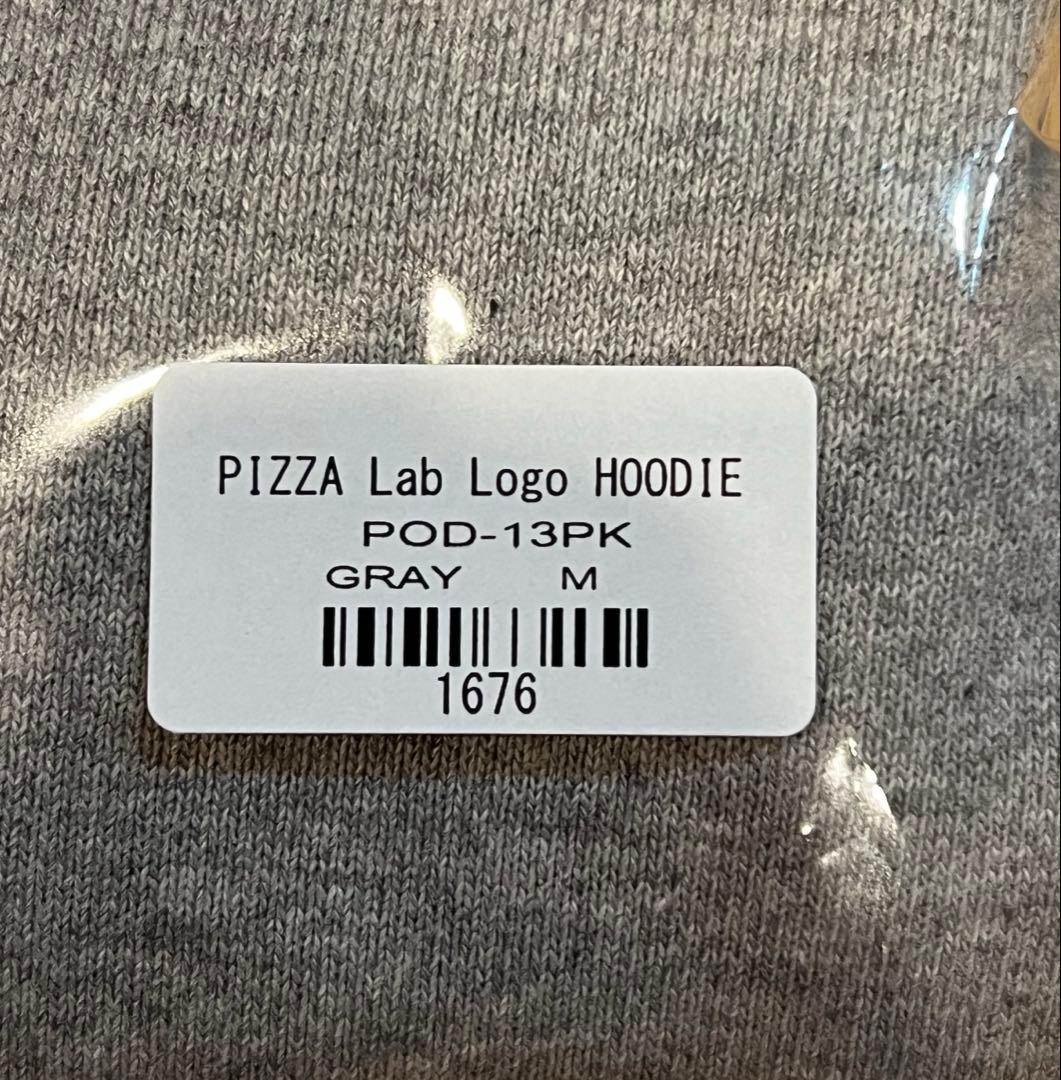 PIZZA Lab Logo HOODIE
POD-13PK
GRAY M
1676